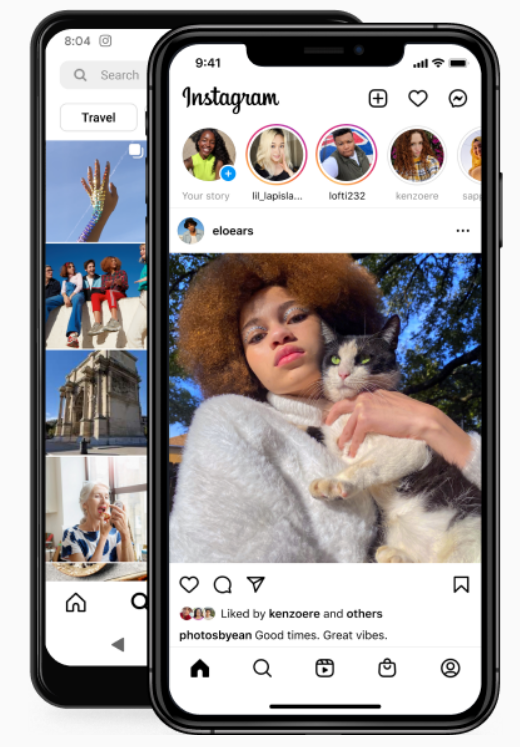 8:04
Search
Travel
9:41
Instagram
Your story
lil_lapisla...
lofti232
kenzoere
eloears
Liked by kenzoere and others
photosbyean Good times. Great vibes.